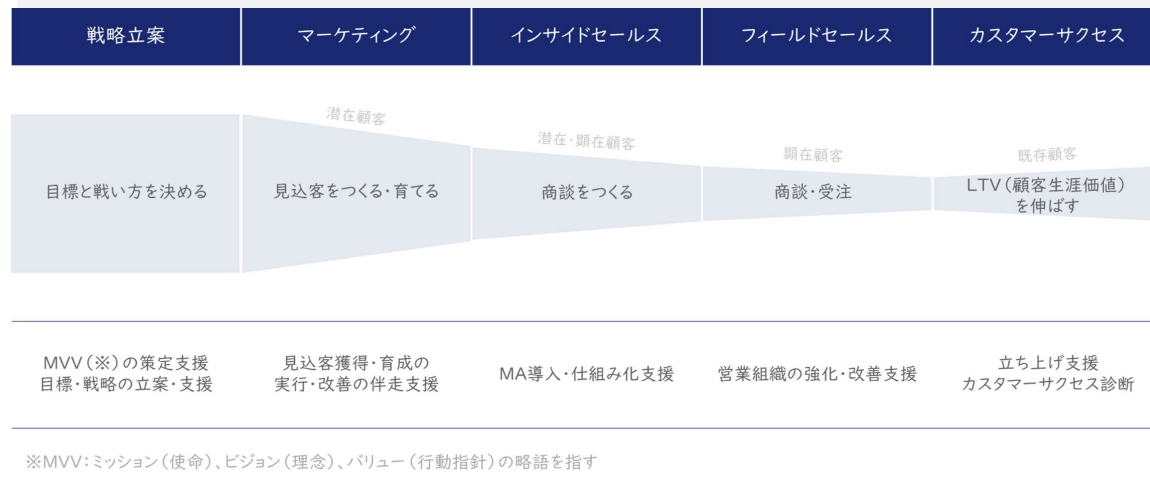 戦略立案
マーケティング
インサイドセールス
フィールドセールス
カスタマーサクセス
潜在顧客
潜在・顕在顧客
顕在顧客
既存顧客
目標と戦い方を決める
見込客をつくる・育てる
商談をつくる
商談・受注
LTV(顧客生涯価値)
を伸ばす
MVV(※)の策定支援
目標・戦略の立案・支援
見込客獲得・育成の
実行・改善の伴走支援
MA導入・仕組み化支援
営業組織の強化・改善支援
立ち上げ支援
カスタマーサクセス診断
※MVV：ミッション(使命)、ビジョン(理念)、バリュー(行動指針)の略語を指す